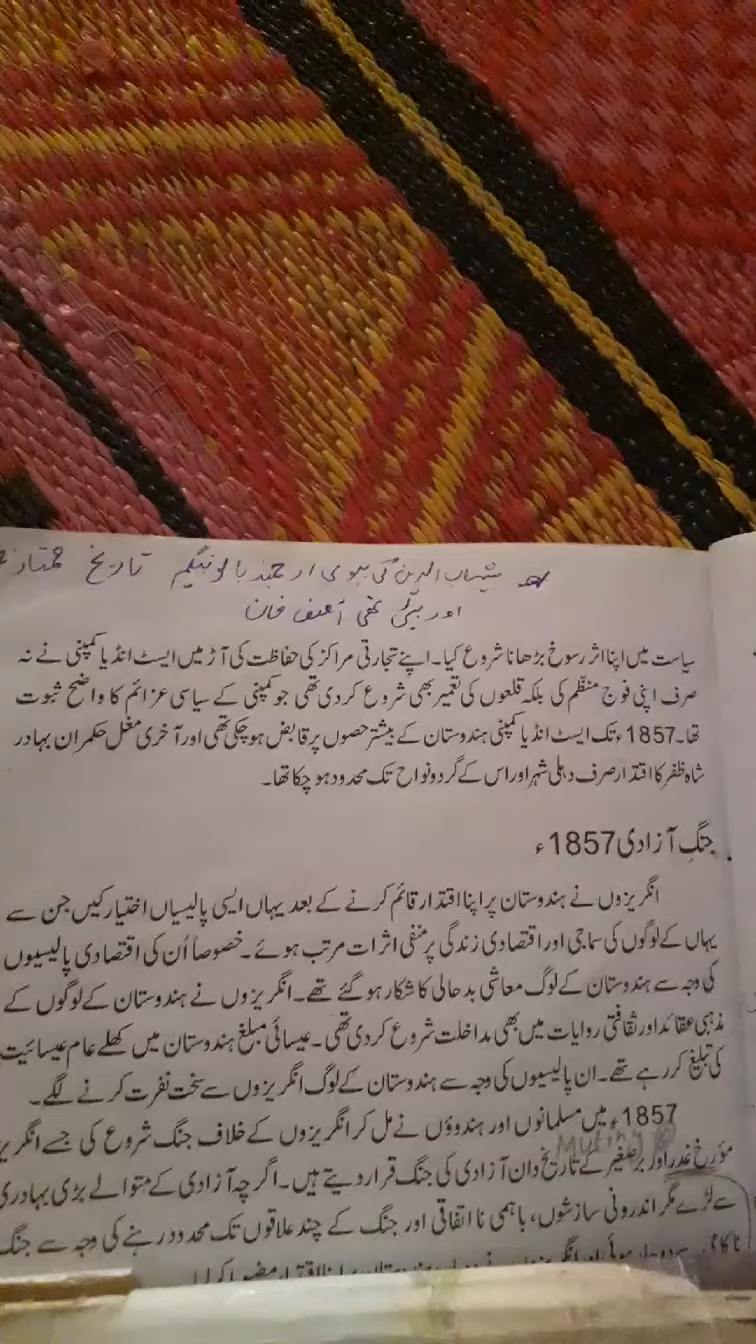 شہاب الدین کی بیوی ارجمند بانو بیگم تاریخ ممتاز
اور بیٹی تھی آصف خان
سیاست میں اپنا اثر رسوخ بڑھانا شروع کیا۔ اپنے تجارتی مراکز کی حفاظت کی آڑ میں ایسٹ انڈیا کمپنی نے نہ
صرف اپنی فوج منظّم کی بلکہ قلعوں کی تعمیر بھی شروع کر دی تھی جو کمپنی کے سیاسی عزائم کا واضح ثبوت
تھا۔ 1857ء تک ایسٹ انڈیا کمپنی ہندوستان کے بیشتر حصوں پر قابض ہو چکی تھی اور آخری مغل حکمران بہادر
شاہ ظفر کا اقتدار صرف دہلی شہر اور اس کے گرد و نواح تک محدود ہو چکا تھا۔
جنگِ آزادی 1857ء
انگریزوں نے ہندوستان پر اپنا اقتدار قائم کرنے کے بعد یہاں ایسی پالیسیاں اختیار کیں جن سے
یہاں کے لوگوں کی سماجی اور اقتصادی زندگی پر منفی اثرات مرتب ہوئے۔ خصوصاً اُن کی اقتصادی پالیسیوں
کی وجہ سے ہندوستان کے لوگ معاشی بدحالی کا شکار ہو گئے تھے۔ انگریزوں نے ہندوستان کے لوگوں کے
مذہبی عقائد اور ثقافتی روایات میں بھی مداخلت شروع کر دی تھی۔ عیسائی مبلغ ہندوستان میں کھلے عام عیسائیت
کی تبلیغ کر رہے تھے۔ ان پالیسیوں کی وجہ سے ہندوستان کے لوگ انگریزوں سے سخت نفرت کرنے لگے۔
1857ء میں مسلمانوں اور ہندوؤں نے مل کر انگریزوں کے خلاف جنگ شروع کی جسے انگریز
Mutiny
مؤرخ غدر اور برصغیر کے تاریخ دان آزادی کی جنگ قرار دیتے ہیں۔ اگرچہ آزادی کے متوالے بڑی بہادری
سے لڑے مگر اندرونی سازشوں، باہمی نااتفاقی اور جنگ کے چند علاقوں تک محدود رہنے کی وجہ سے جنگ